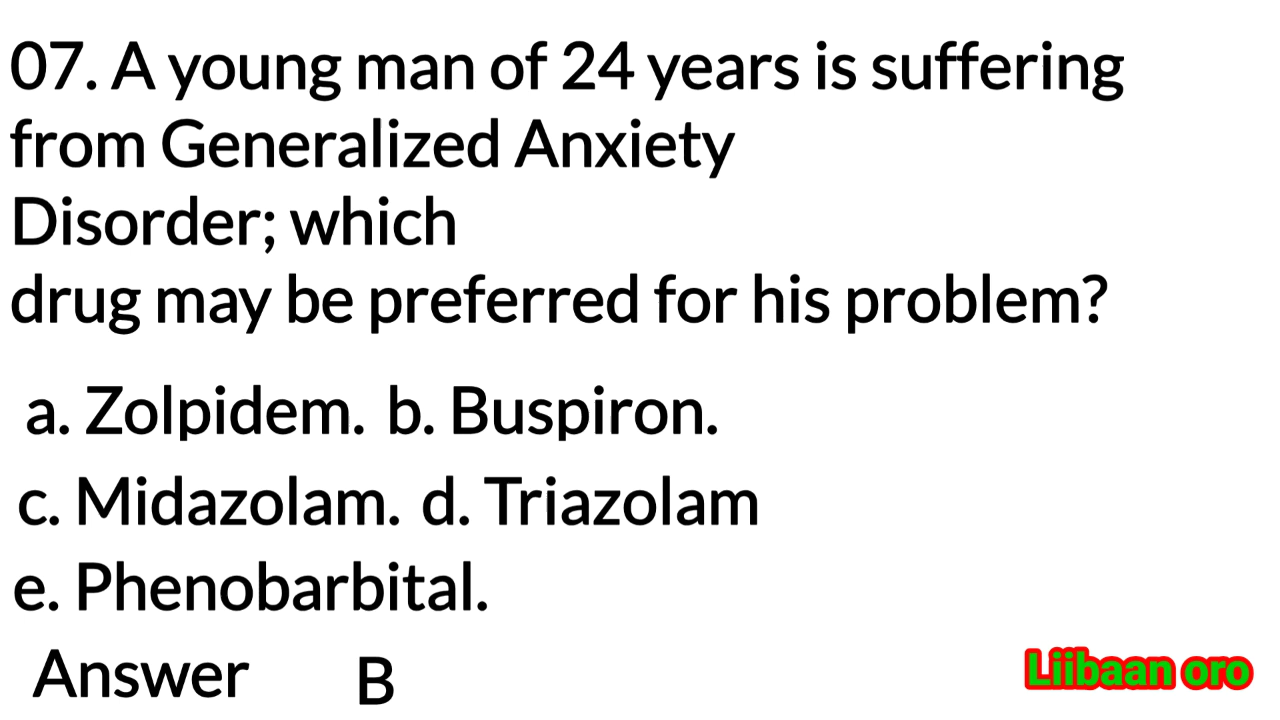 07. A young man of 24 years is suffering
from Generalized Anxiety
Disorder; which
drug may be preferred for his problem?
a. Zolpidem. b. Buspiron.
c. Midazolam. d. Triazolam
e. Phenobarbital.
Answer B
Liibaan oro